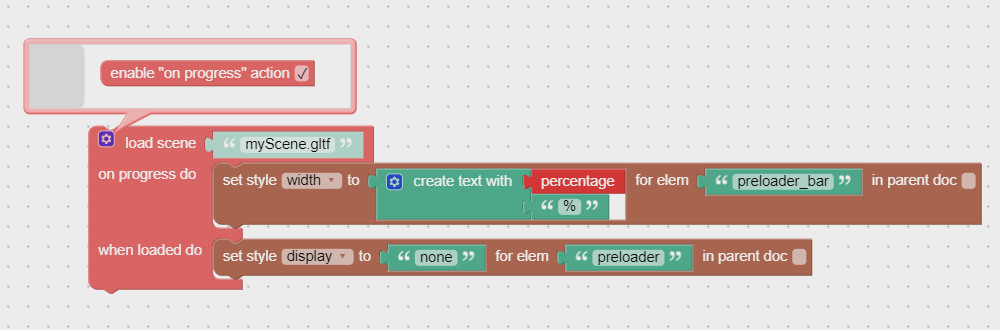 enable "on progress" action ✓
load scene “ myScene.gltf ”
on progress do set style width ▾ to create text with percentage for elem “ preloader_bar ” in parent doc
“ % ”
when loaded do set style display ▾ to “ none ” for elem “ preloader ” in parent doc